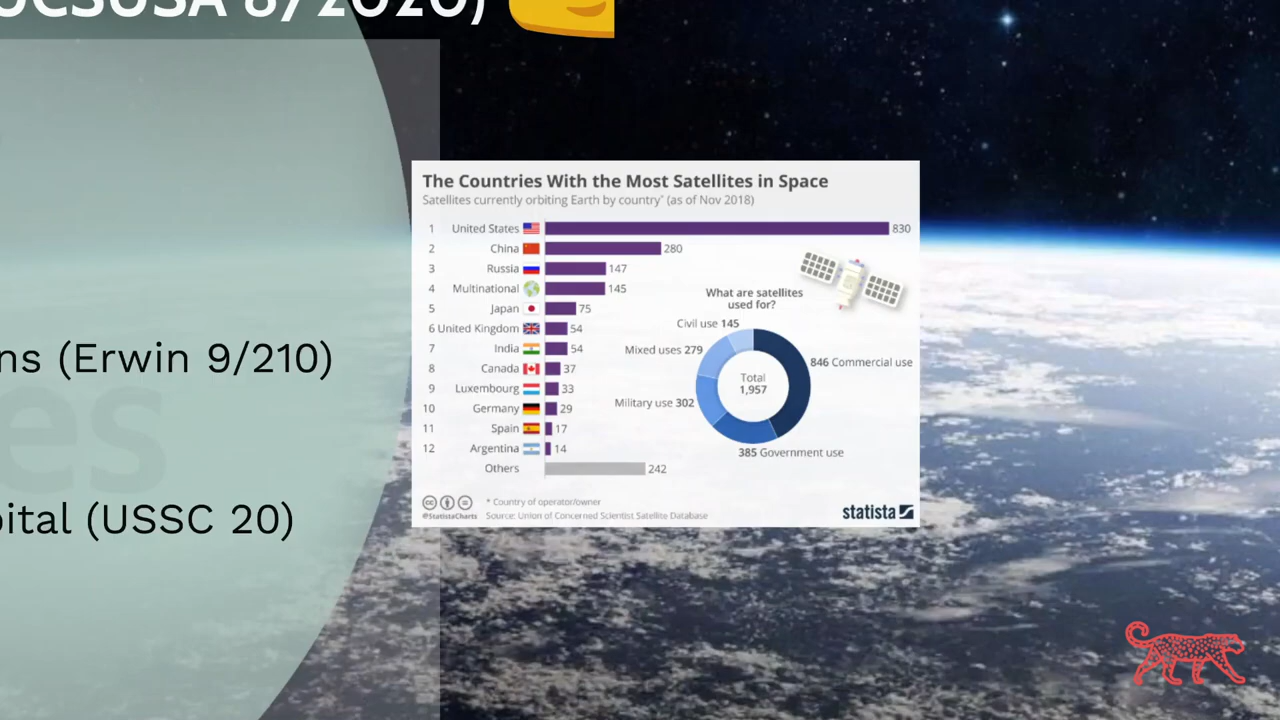 UCSUSA 8/2020)
ns (Erwin 9/210)
es
ital (USSC 20)
The Countries With the Most Satellites in Space
Satellites currently orbiting Earth by country* (as of Nov 2018)
1 United States 830
2 China 280
3 Russia 147
4 Multinational 145
5 Japan 75
6 United Kingdom 54
7 India 54
8 Canada 37
9 Luxembourg 33
10 Germany 29
11 Spain 17
12 Argentina 14
Others 242
What are satellites
used for?
Civil use 145
Mixed uses 279
846 Commercial use
Total
1,957
Military use 302
385 Government use
* Country of operator/owner
@StatistaCharts Source: Union of Concerned Scientist Satellite Database
statista